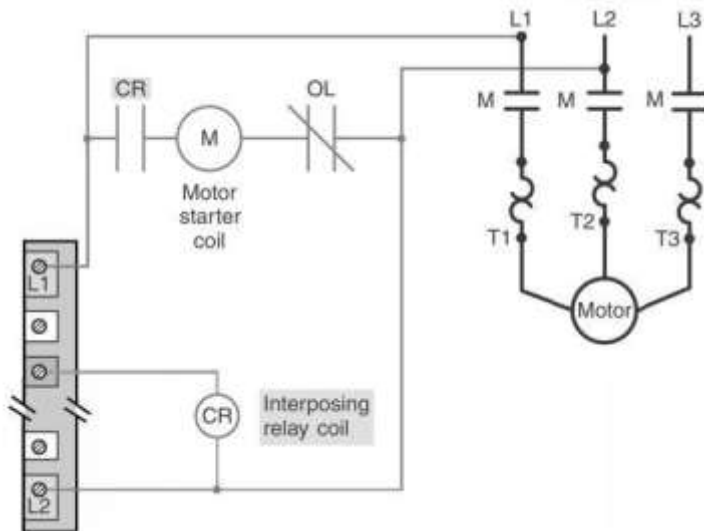 L1
L2
L3
CR
OL
M
M
M
M
Motor
starter
coil
T1
T2
T3
L1
Motor
CR
Interposing
relay coil
L2